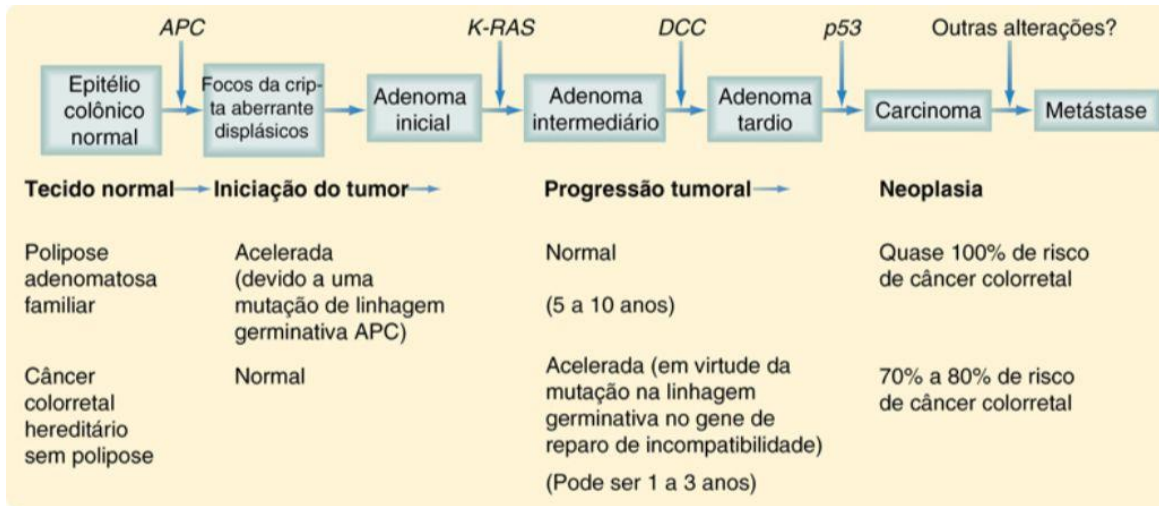 APC
K-RAS
DCC
p53
Outras alterações?
Epitélio
colônico
normal
Focos da crip-
ta aberrante
displásicos
Adenoma
inicial
Adenoma
intermediário
Adenoma
tardio
Carcinoma
Metástase
Tecido normal
Iniciação do tumor
Progressão tumoral
Neoplasia
Polipose
adenomatosa
familiar
Acelerada
(devido a uma
mutação de linhagem
germinativa APC)
Normal
(5 a 10 anos)
Quase 100% de risco
de câncer colorretal
Câncer
colorretal
hereditário
sem polipose
Normal
Acelerada (em virtude da
mutação na linhagem
germinativa no gene de
reparo de incompatibilidade)
(Pode ser 1 a 3 anos)
70% a 80% de risco
de câncer colorretal